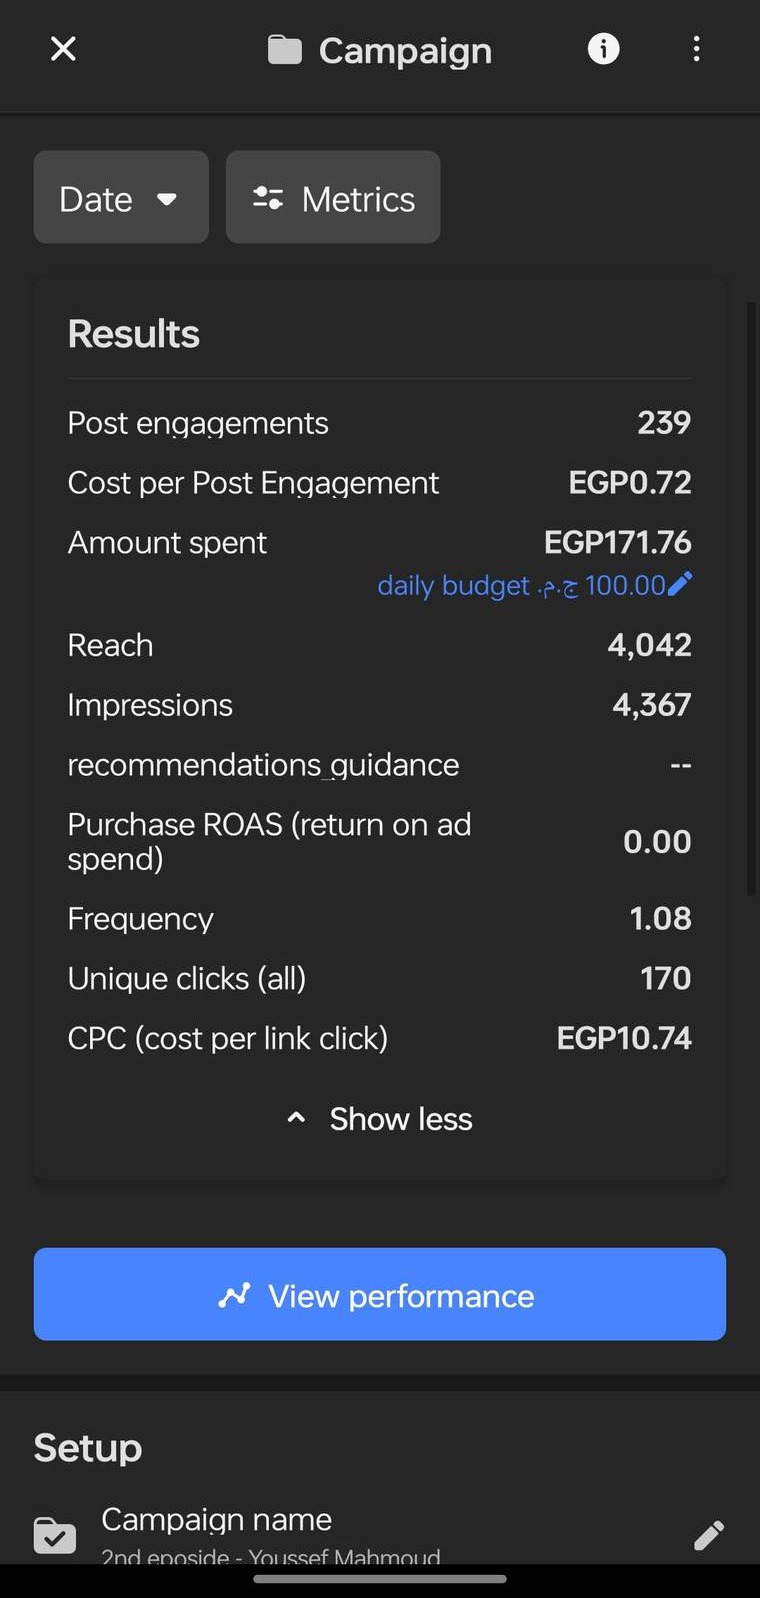 Campaign
Date
Metrics
Results
Post engagements 239
Cost per Post Engagement EGP0.72
Amount spent EGP171.76
daily budget ج.م.‏ 100.00
Reach 4,042
Impressions 4,367
recommendations_guidance --
Purchase ROAS (return on ad
spend) 0.00
Frequency 1.08
Unique clicks (all) 170
CPC (cost per link click) EGP10.74
Show less
View performance
Setup
Campaign name
2nd eposide - Youssef Mahmoud